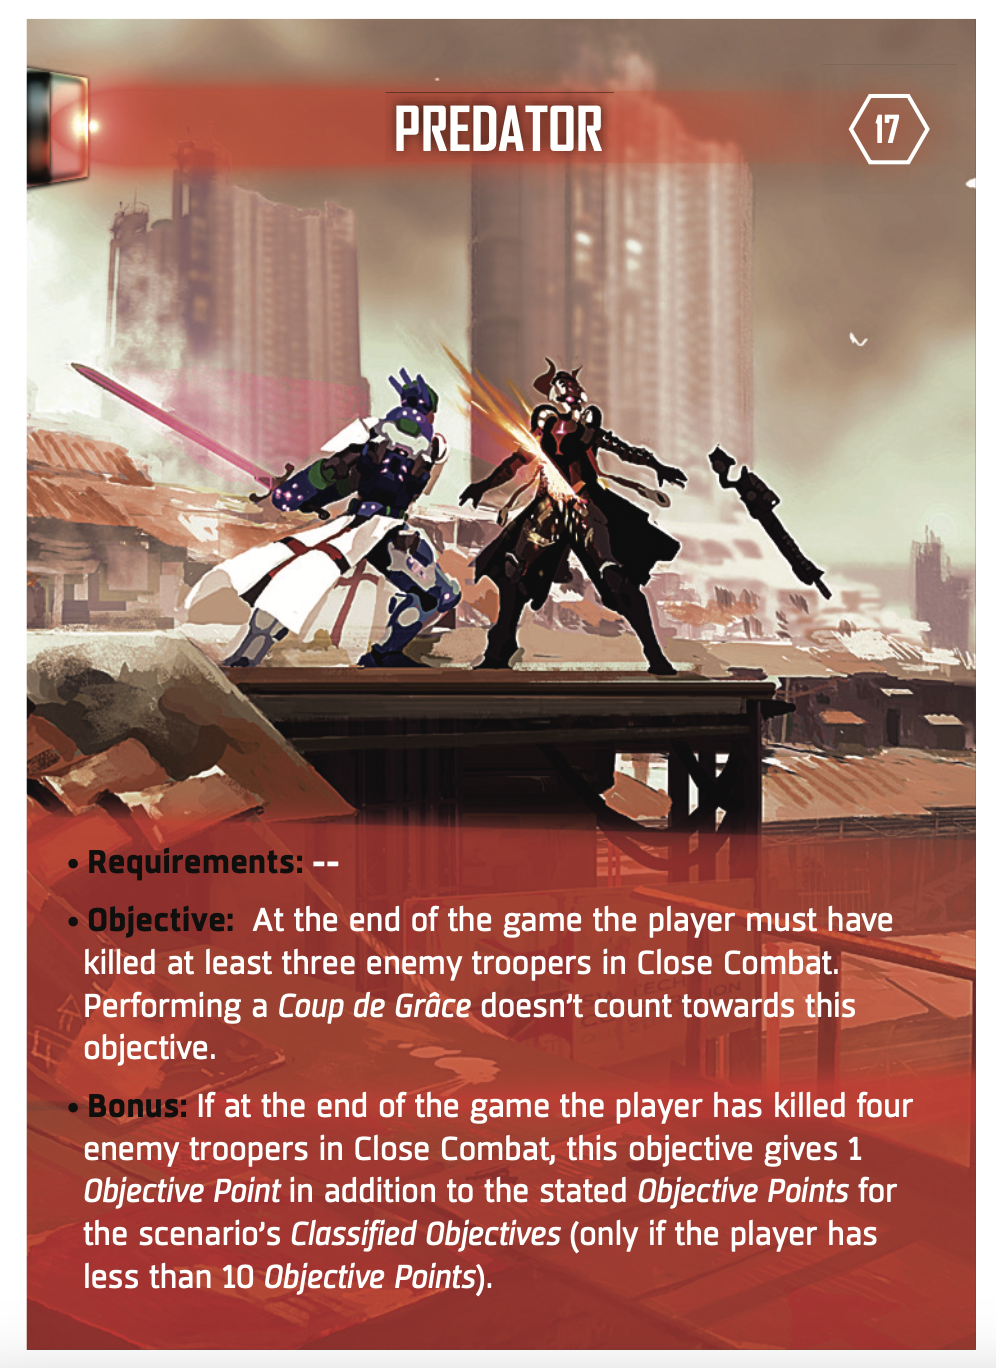 PREDATOR
17
• Requirements: --
• Objective: At the end of the game the player must have
killed at least three enemy troopers in Close Combat.
Performing a Coup de Grâce doesn't count towards this
objective.
• Bonus: If at the end of the game the player has killed four
enemy troopers in Close Combat, this objective gives 1
Objective Point in addition to the stated Objective Points for
the scenario's Classified Objectives (only if the player has
less than 10 Objective Points).